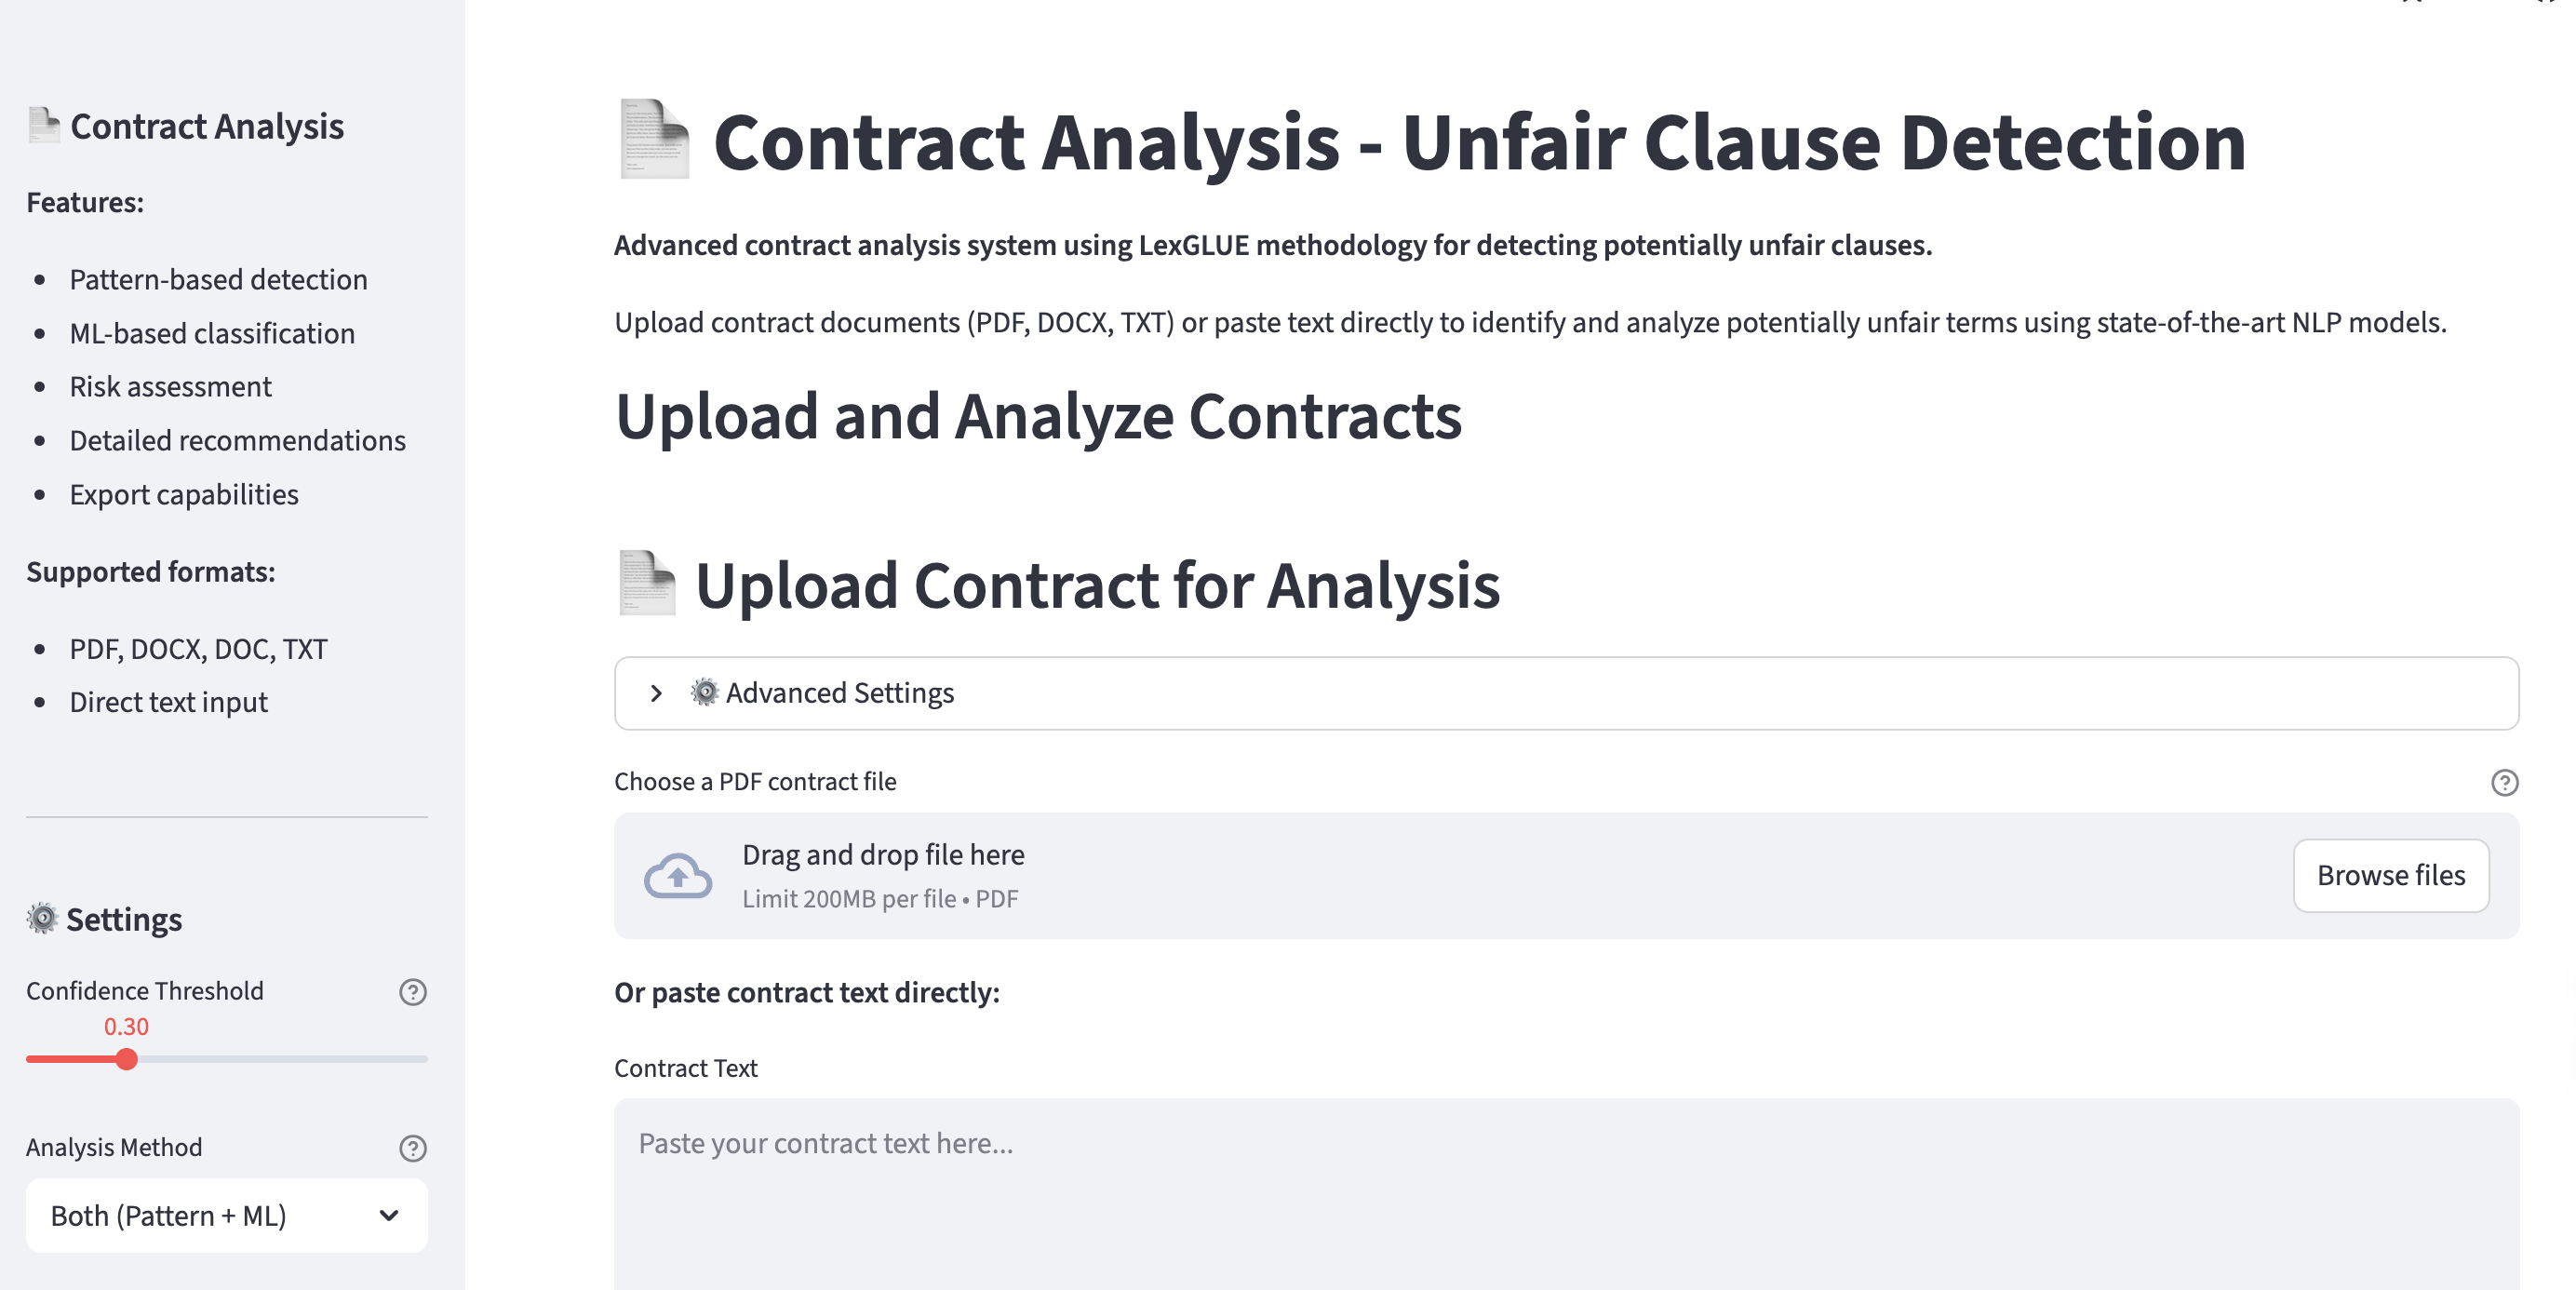 Contract Analysis
Features:
Pattern-based detection
ML-based classification
Risk assessment
Detailed recommendations
Export capabilities
Supported formats:
PDF, DOCX, DOC, TXT
Direct text input
Settings
Confidence Threshold
0.30
Analysis Method
Both (Pattern + ML)
Contract Analysis - Unfair Clause Detection
Advanced contract analysis system using LexGLUE methodology for detecting potentially unfair clauses.
Upload contract documents (PDF, DOCX, TXT) or paste text directly to identify and analyze potentially unfair terms using state-of-the-art NLP models.
Upload and Analyze Contracts
Upload Contract for Analysis
Advanced Settings
Choose a PDF contract file
Drag and drop file here
Limit 200MB per file • PDF
Browse files
Or paste contract text directly:
Contract Text
Paste your contract text here...